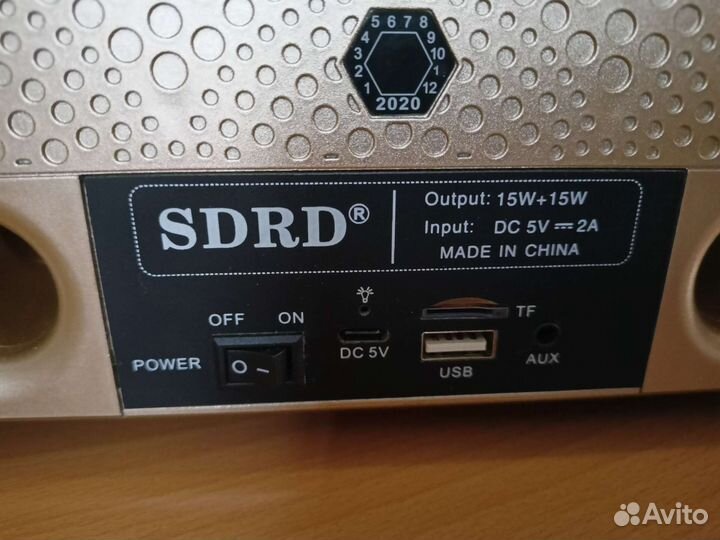 5 6 7 8
4 9
3 10
2 1
1 12
2020
SDRD®
Output: 15W+15W
Input: DC 5V⎓2A
MADE IN CHINA
OFF ON
TF
POWER
O –
DC 5V
USB
AUX
Avito